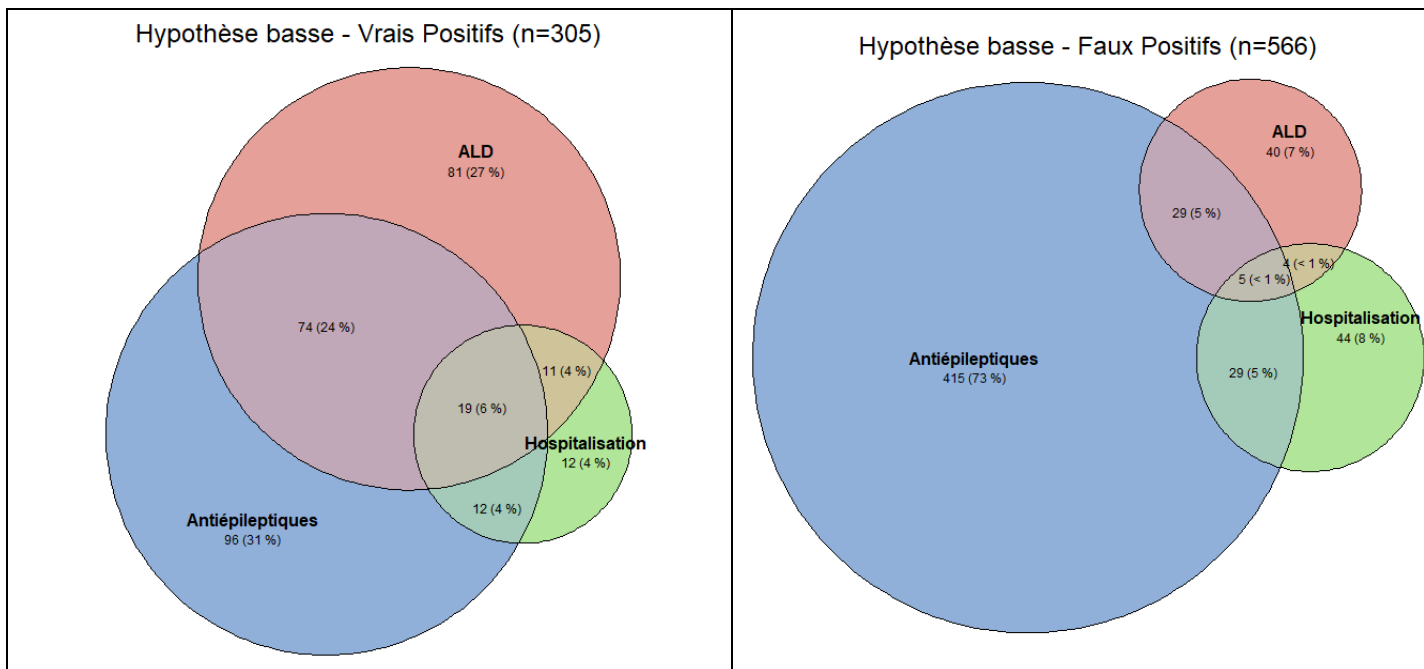 Hypothèse basse - Vrais Positifs (n=305)
ALD
81 (27 %)
74 (24 %)
11 (4 %)
19 (6 %)
Hospitalisation
12 (4 %)
12 (4 %)
Antiépileptiques
96 (31 %)
Hypothèse basse - Faux Positifs (n=566)
ALD
40 (7 %)
29 (5 %)
4 (< 1 %)
5 (< 1 %)
Hospitalisation
44 (8 %)
Antiépileptiques
415 (73 %)
29 (5 %)